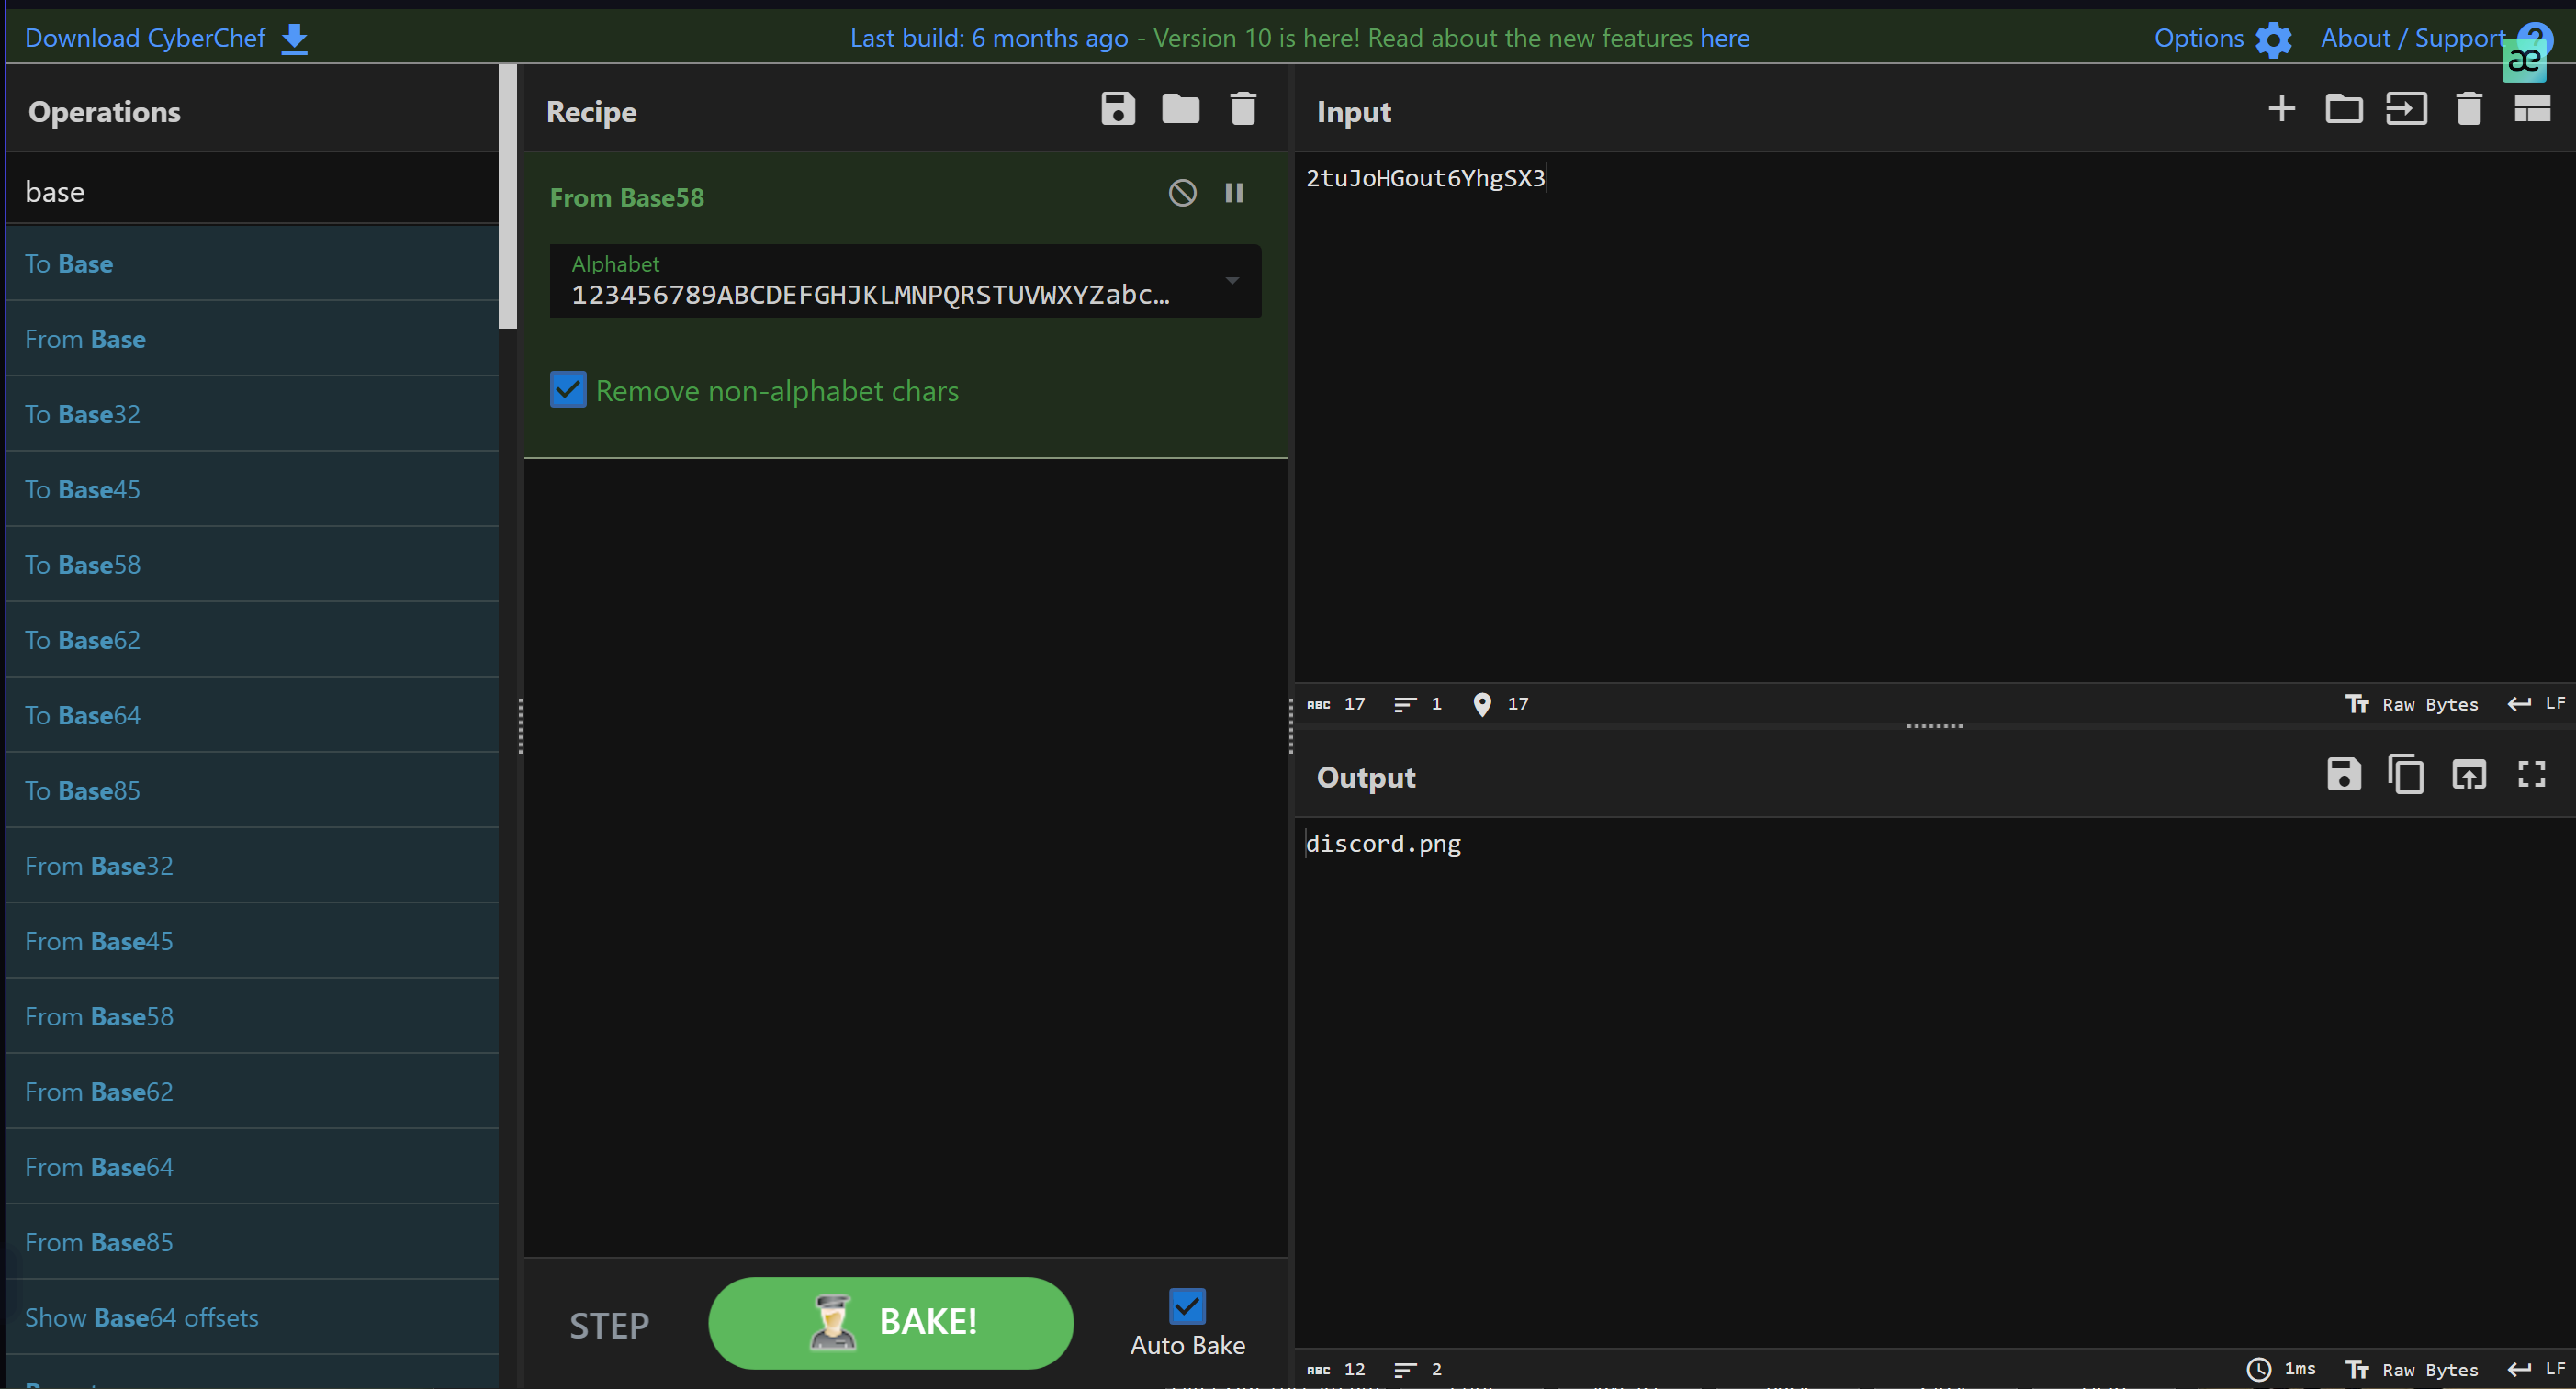 Download CyberChef
Last build: 6 months ago - Version 10 is here! Read about the new features here
Options
About / Support
æ
Operations
base
To Base
From Base
To Base32
To Base45
To Base58
To Base62
To Base64
To Base85
From Base32
From Base45
From Base58
From Base62
From Base64
From Base85
Show Base64 offsets
Recipe
From Base58
Alphabet
123456789ABCDEFGHJKLMNPQRSTUVWXYZabc…
Remove non-alphabet chars
STEP
BAKE!
Auto Bake
Input
2tuJoHGout6YhgSX3
ABC 17 1 17
Raw Bytes LF
Output
discord.png
ABC 12 2
1ms Raw Bytes LF